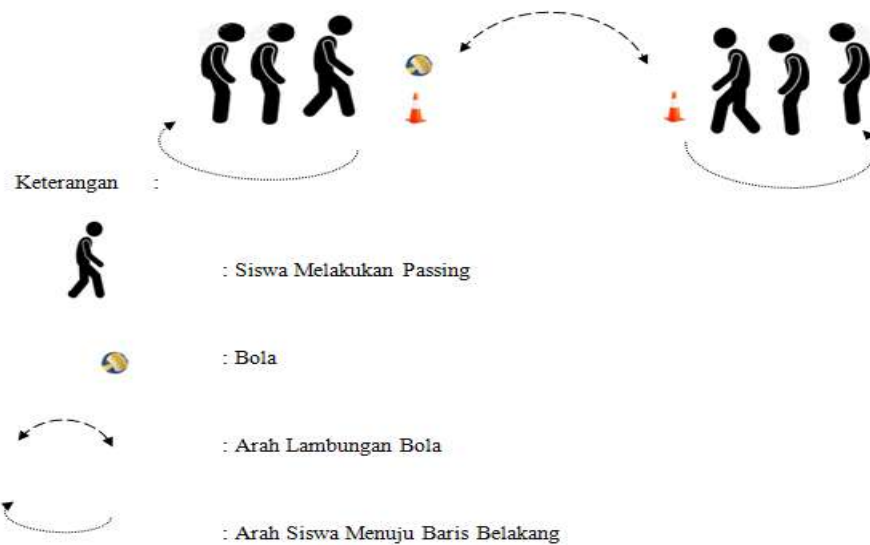 Keterangan :
: Siswa Melakukan Passing
: Bola
: Arah Lambungan Bola
: Arah Siswa Menuju Baris Belakang